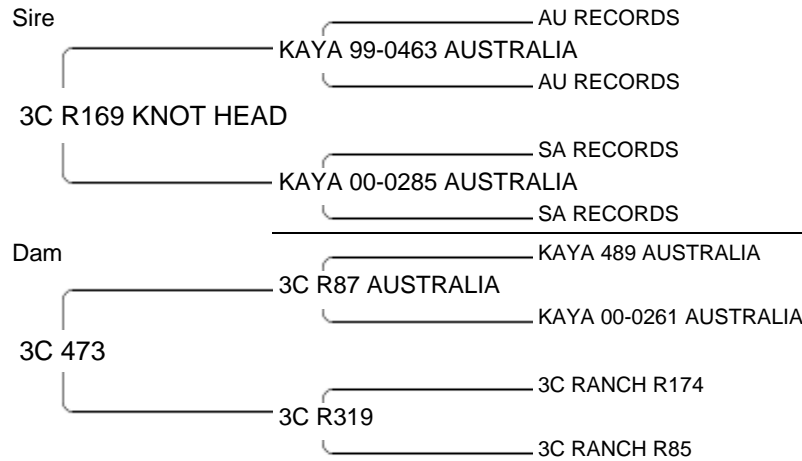 Sire
AU RECORDS
KAYA 99-0463 AUSTRALIA
AU RECORDS
3C R169 KNOT HEAD
SA RECORDS
KAYA 00-0285 AUSTRALIA
SA RECORDS
Dam
KAYA 489 AUSTRALIA
3C R87 AUSTRALIA
KAYA 00-0261 AUSTRALIA
3C 473
3C RANCH R174
3C R319
3C RANCH R85